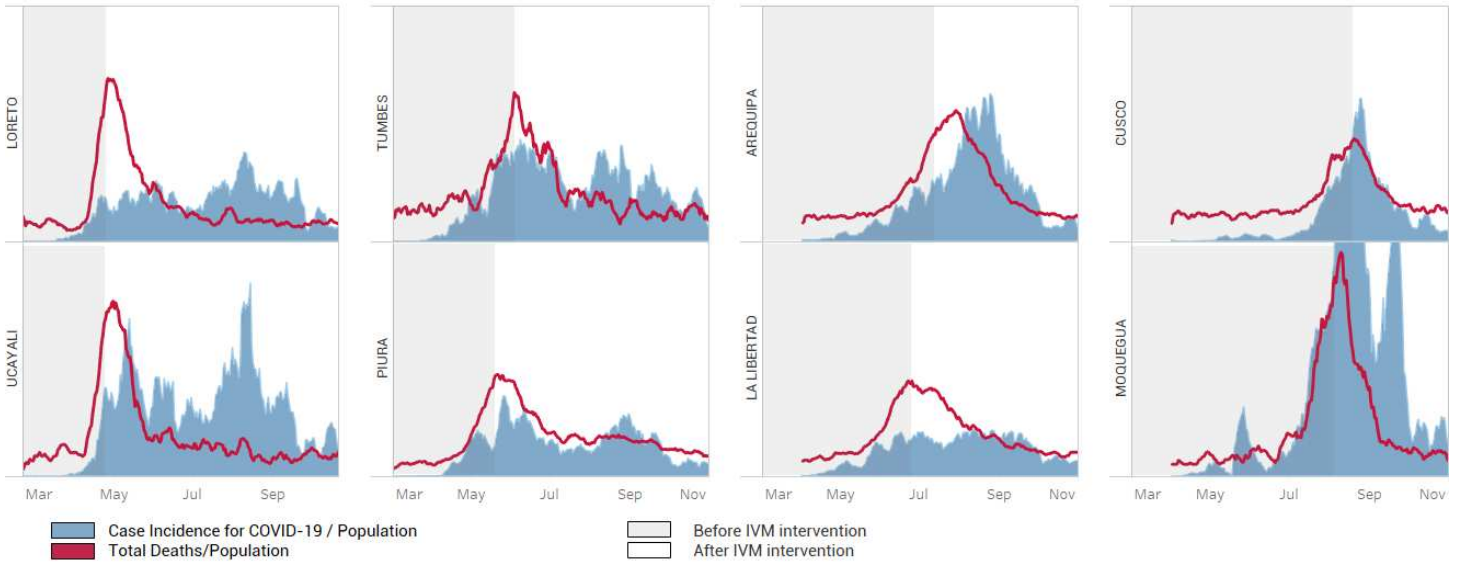 LORETO
TUMBES
AREQUIPA
CUSCO
UCAYALI
PIURA
LA LIBERTAD
MOQUEGUA
Mar May Jul Sep
Mar May Jul Sep Nov
Mar May Jul Sep Nov
Mar May Jul Sep Nov
Case Incidence for COVID-19 / Population
Total Deaths/Population
Before IVM intervention
After IVM intervention